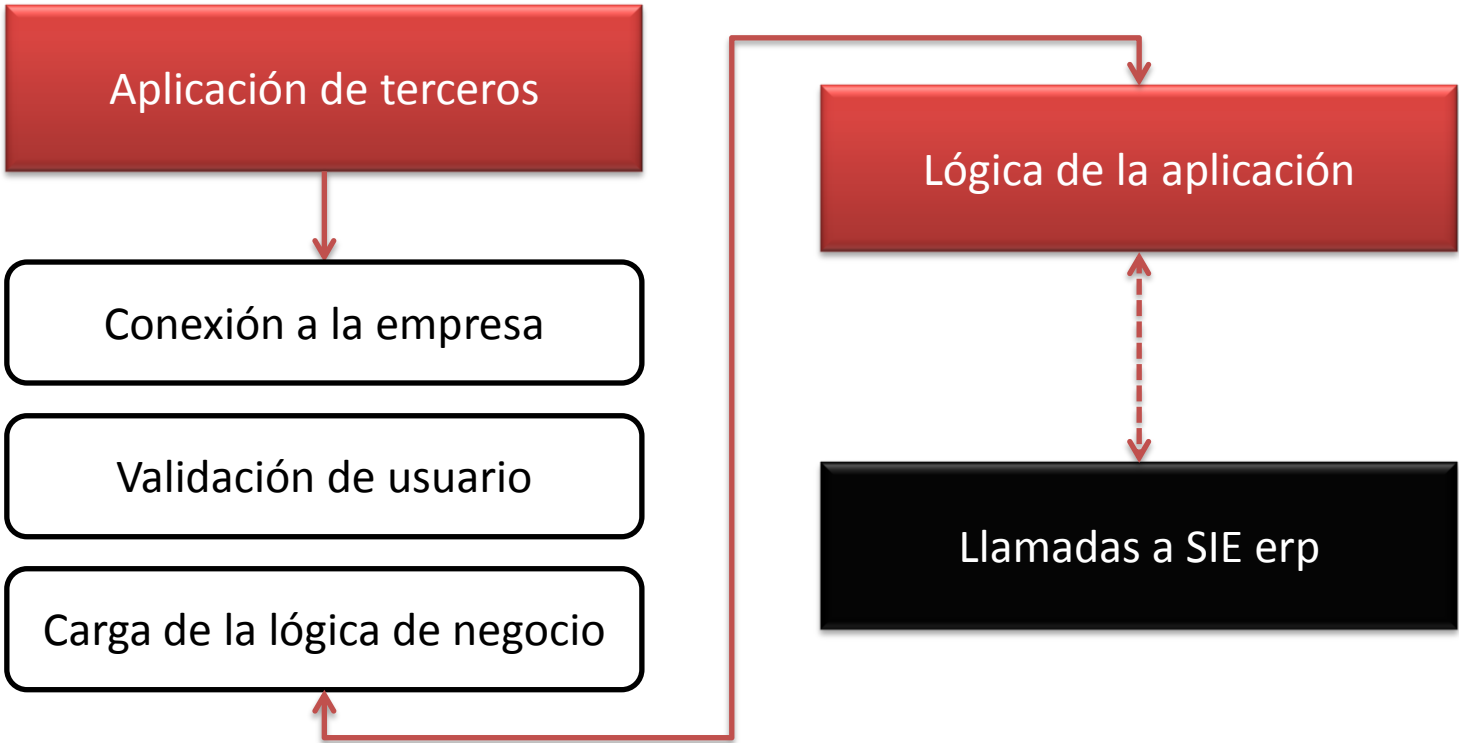 Aplicación de terceros
Conexión a la empresa
Validación de usuario
Carga de la lógica de negocio
Lógica de la aplicación
Llamadas a SIE erp